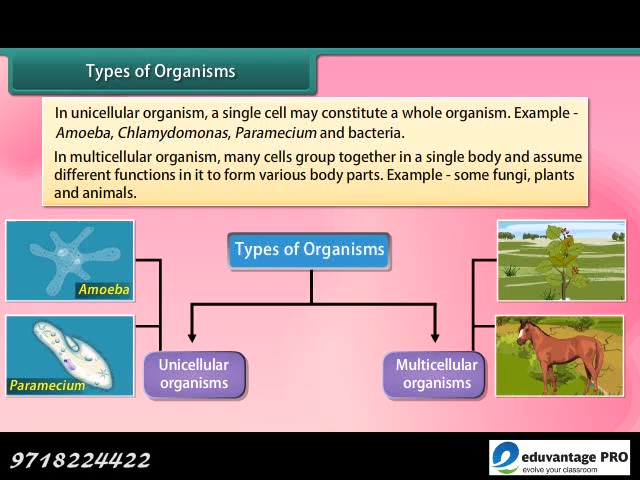 Types of Organisms
In unicellular organism, a single cell may constitute a whole organism. Example -
Amoeba, Chlamydomonas, Paramecium and bacteria.
In multicellular organism, many cells group together in a single body and assume
different functions in it to form various body parts. Example - some fungi, plants
and animals.
Types of Organisms
Amoeba
Paramecium
Unicellular
organisms
Multicellular
organisms
9718224422
eduvantage PRO
evolve your classroom